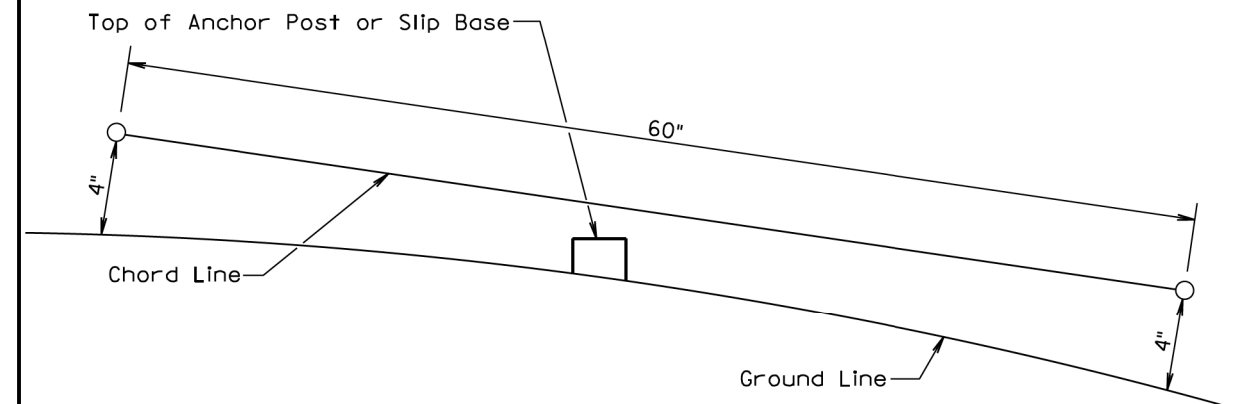 Top of Anchor Post or Slip Base
60"
4"
Chord Line
4"
Ground Line